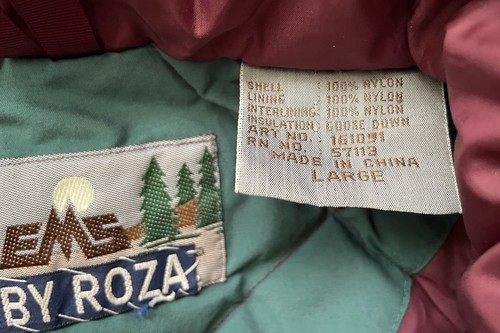 SHELL : 100% NYLON
LINING : 100% NYLON
INTERLINING: 100% NYLON
INSULATION: GOOSE DOWN
ART NO : 161091
RN NO. : 57113
MADE IN CHINA
LARGE
EMS
BY ROZA